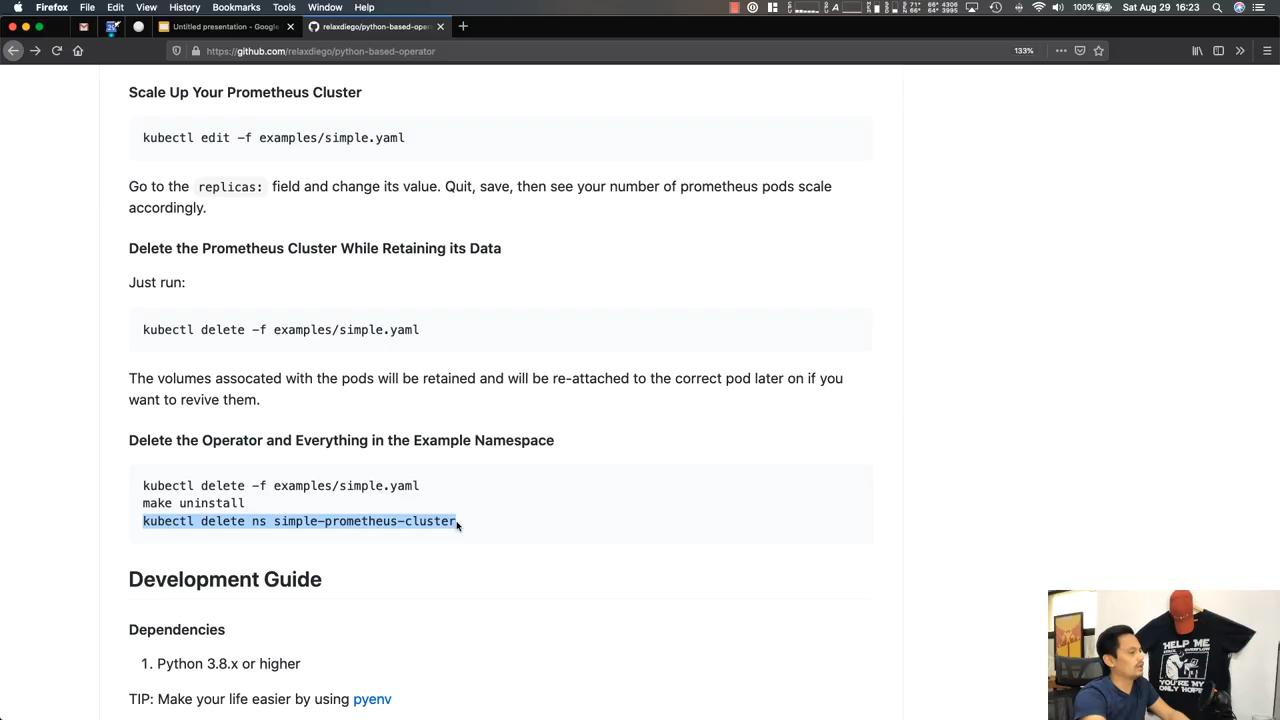 Firefox File Edit View History Bookmarks Tools Window Help
100% Sat Aug 29 16:23
Untitled presentation - Google
relaxdiego/python-based-oper
https://github.com/relaxdiego/python-based-operator
133%
Scale Up Your Prometheus Cluster
kubectl edit -f examples/simple.yaml
Go to the replicas: field and change its value. Quit, save, then see your number of prometheus pods scale
accordingly.
Delete the Prometheus Cluster While Retaining its Data
Just run:
kubectl delete -f examples/simple.yaml
The volumes assocated with the pods will be retained and will be re-attached to the correct pod later on if you
want to revive them.
Delete the Operator and Everything in the Example Namespace
kubectl delete -f examples/simple.yaml
make uninstall
kubectl delete ns simple-prometheus-cluster
Development Guide
Dependencies
1. Python 3.8.x or higher
TIP: Make your life easier by using pyenv
HELP ME
YOU'RE MY
ONLY HOPE